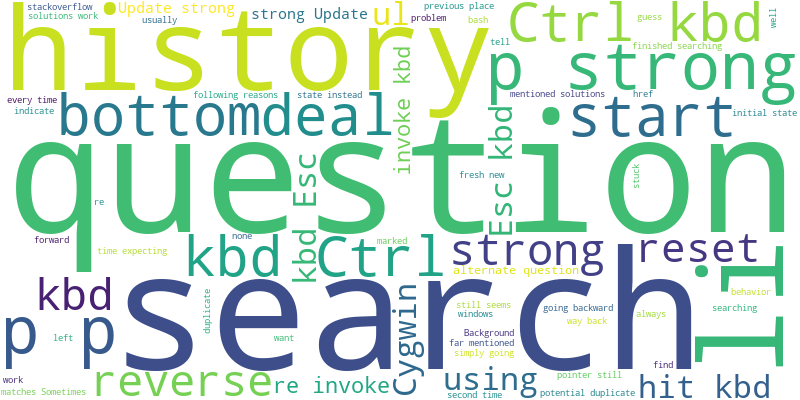 stackoverflow
Update strong
previous place
solutions work
usually
strong Update
ul
problem
bash
Ctrl kbd
guess
well
history
tell
finished searching
p strong
every time
following reasons
state instead
mentioned solutions
href
indicate
bottomdeal
invoke kbd
start
initial state
question
Esc kbd
kbd Esc
fresh new
stuck
re
forward
none
marked
time expecting
kbd Ctrl
strong
reset
alternate question
li li
kbd
search
behavior
p p
duplicate
still seems
windows
going backward
always
searching
left
want
Background
way back
far mentioned
simply going
Cygwin
find
work
matches Sometimes
reverse
re invoke
using
pointer still
second time
potential duplicate
hit kbd